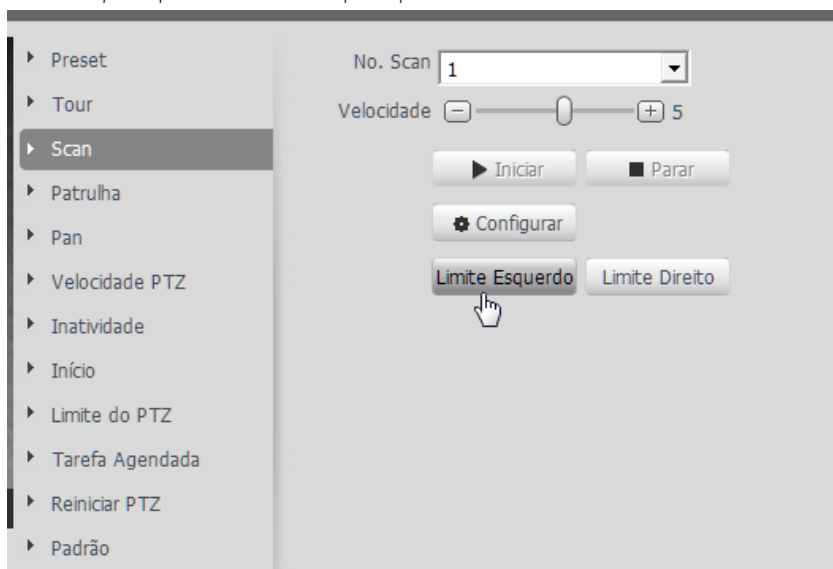 Preset
Tour
Scan
Patrulha
Pan
Velocidade PTZ
Inatividade
Início
Limite do PTZ
Tarefa Agendada
Reiniciar PTZ
Padrão
No. Scan 1
Velocidade 5
Iniciar Parar
Configurar
Limite Esquerdo Limite Direito